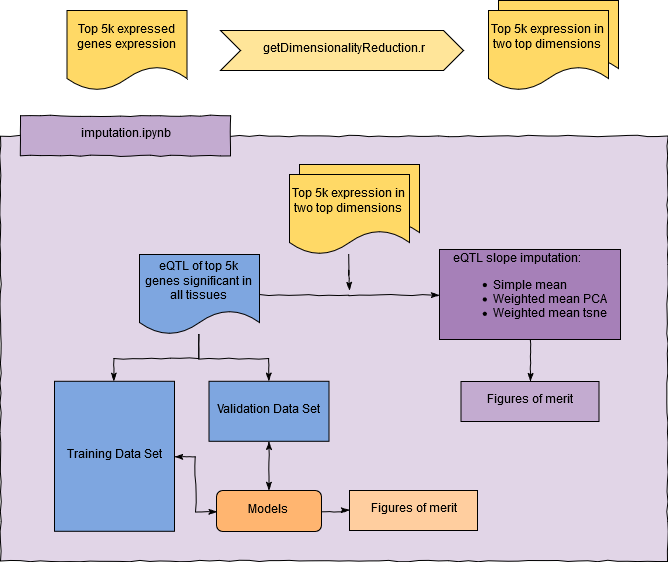 Top 5k expressed
genes expression
getDimensionalityReduction.r
Top 5k expression in
two top dimensions
imputation.ipynb
Top 5k expression in
two top dimensions
eQTL of top 5k
genes significant in
all tissues
eQTL slope imputation:
• Simple mean
• Weighted mean PCA
• Weighted mean tsne
Figures of merit
Training Data Set
Validation Data Set
Models
Figures of merit